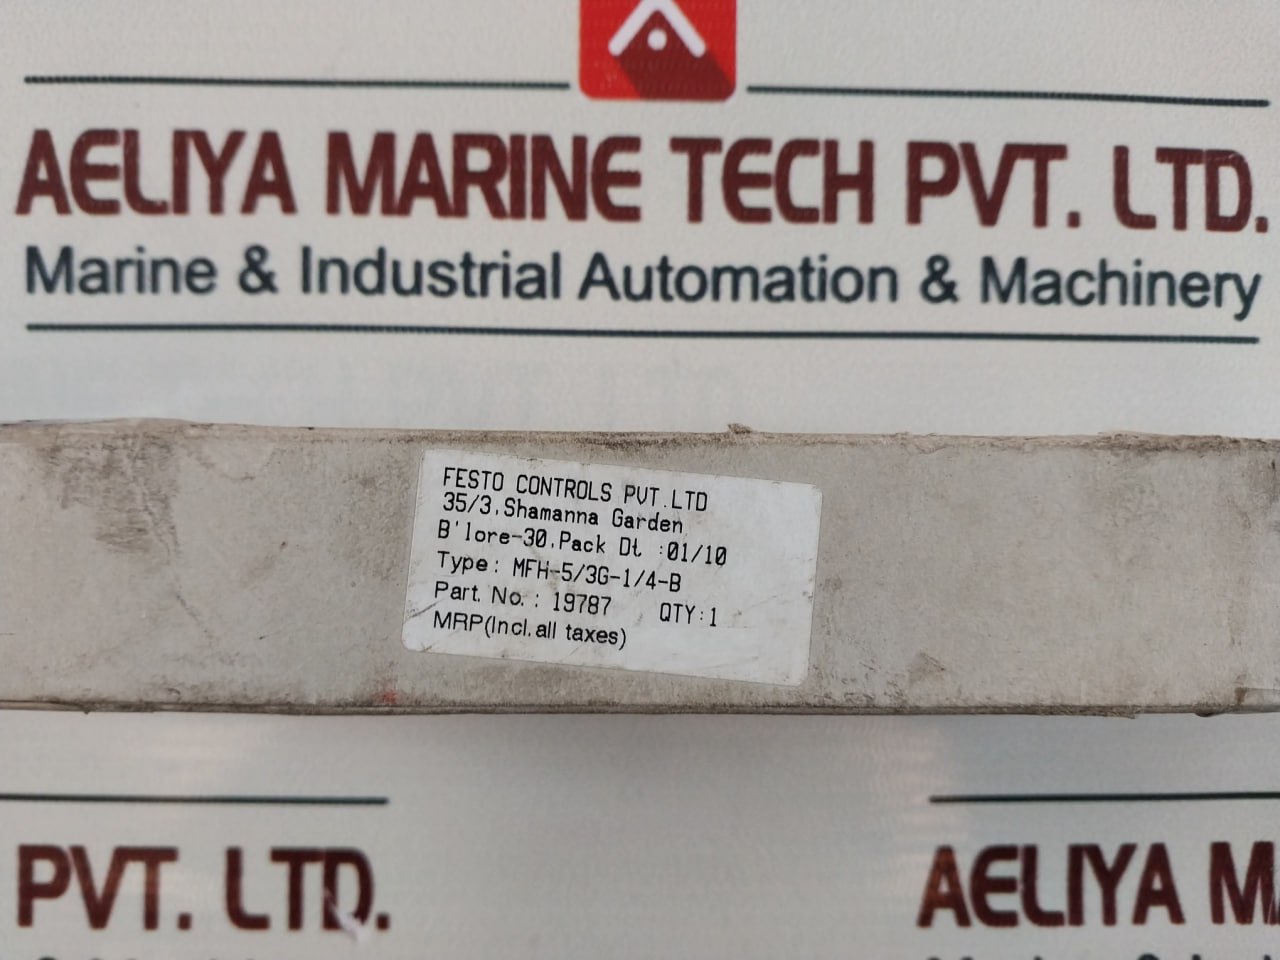 AELIYA MARINE TECH PVT. LTD.
Marine & Industrial Automation & Machinery
FESTO CONTROLS PVT.LTD
35/3,Shamanna Garden
B'lore-30,Pack Dt :01/10
Type: MFH-5/3G-1/4-B
Part. No. : 19787 QTY:1
MRP(Incl.all taxes)
PVT. LTD.
AELIYA